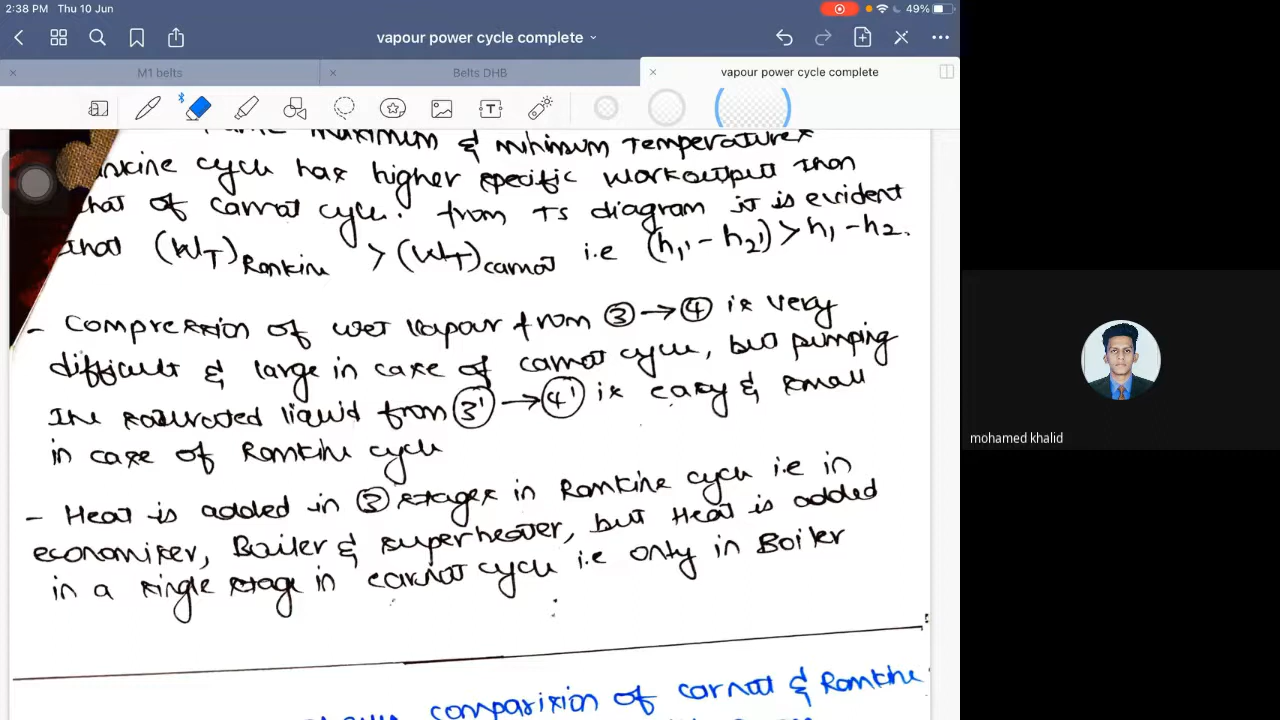 2:38 PM Thu 10 Jun
49%
vapour power cycle complete
M1 belts
Belts DHB
vapour power cycle complete
maximum & minimum temperatures
ankine cycle has higher specific workoutput than
that of carnot cycle. from Ts diagram it is evident
that (WT)Rankine > (WT)carnot i.e (h1' - h2') > h1 - h2.
- compression of wet vapour from ③ → ④ is very
difficult & large in case of carnot cycle, but pumping
the saturated liquid from ③' → ④' is easy & small
in case of Rankine cycle
- Heat is added in ③ stages in Rankine cycle i.e in
economiser, Boiler & superheater, but Heat is added
in a single stage in carnot cycle i.e only in Boiler
comparision of carnot & Rankine
mohamed khalid